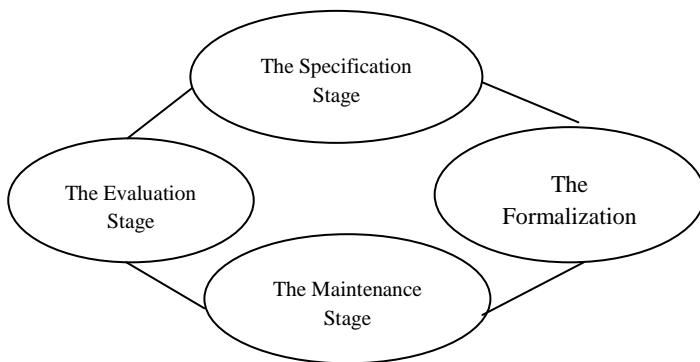 The Specification
Stage
The Evaluation
Stage
The
Formalization
The Maintenance
Stage